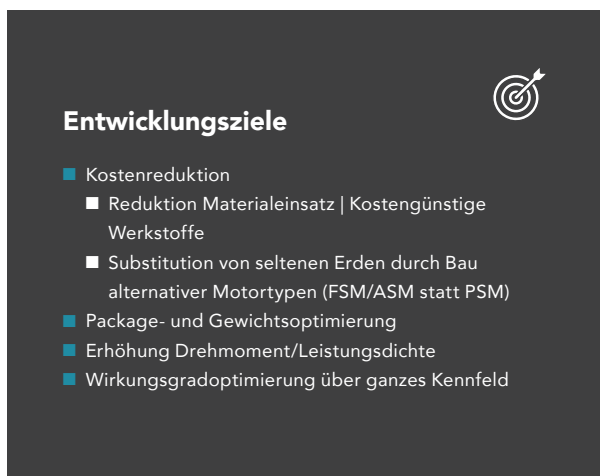 Entwicklungsziele
Kostenreduktion
Reduktion Materialeinsatz | Kostengünstige
Werkstoffe
Substitution von seltenen Erden durch Bau
alternativer Motortypen (FSM/ASM statt PSM)
Package- und Gewichtsoptimierung
Erhöhung Drehmoment/Leistungsdichte
Wirkungsgradoptimierung über ganzes Kennfeld